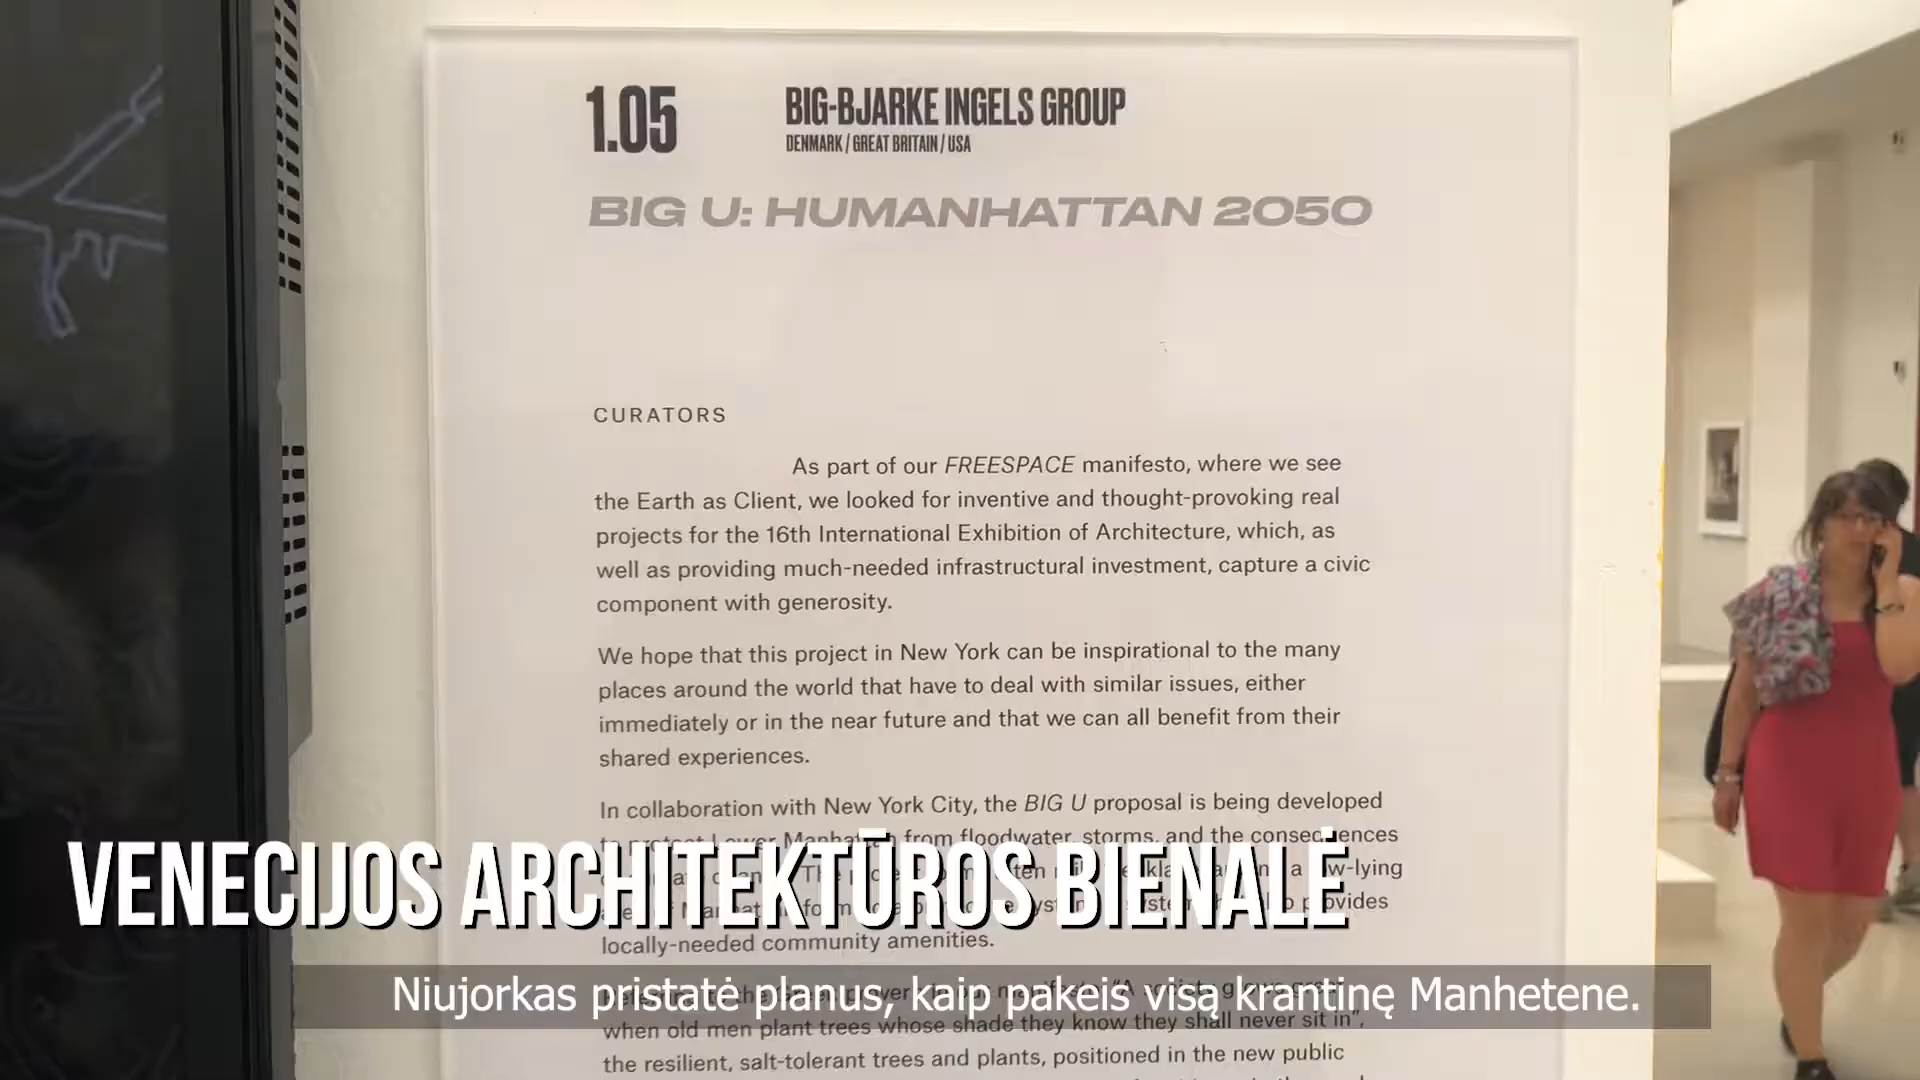 1.05
BIG-BJARKE INGELS GROUP
DENMARK / GREAT BRITAIN / USA
BIG U: HUMANHATTAN 2050
CURATORS
As part of our FREESPACE manifesto, where we see
the Earth as Client, we looked for inventive and thought-provoking real
projects for the 16th International Exhibition of Architecture, which, as
well as providing much-needed infrastructural investment, capture a civic
component with generosity.
We hope that this project in New York can be inspirational to the many
places around the world that have to deal with similar issues, either
immediately or in the near future and that we can all benefit from their
shared experiences.
In collaboration with New York City, the BIG U proposal is being developed
to protect Lower Manhattan from floodwater, storms, and the consequences
a low-lying
provides
VENECIJOS ARCHITEKTŪROS BIENALĖ
locally-needed community amenities.
Niujorkas pristatė planus, kaip pakeis visą krantinę Manhetene.
when old men plant trees whose shade they know they shall never sit in",
the resilient, salt-tolerant trees and plants, positioned in the new public